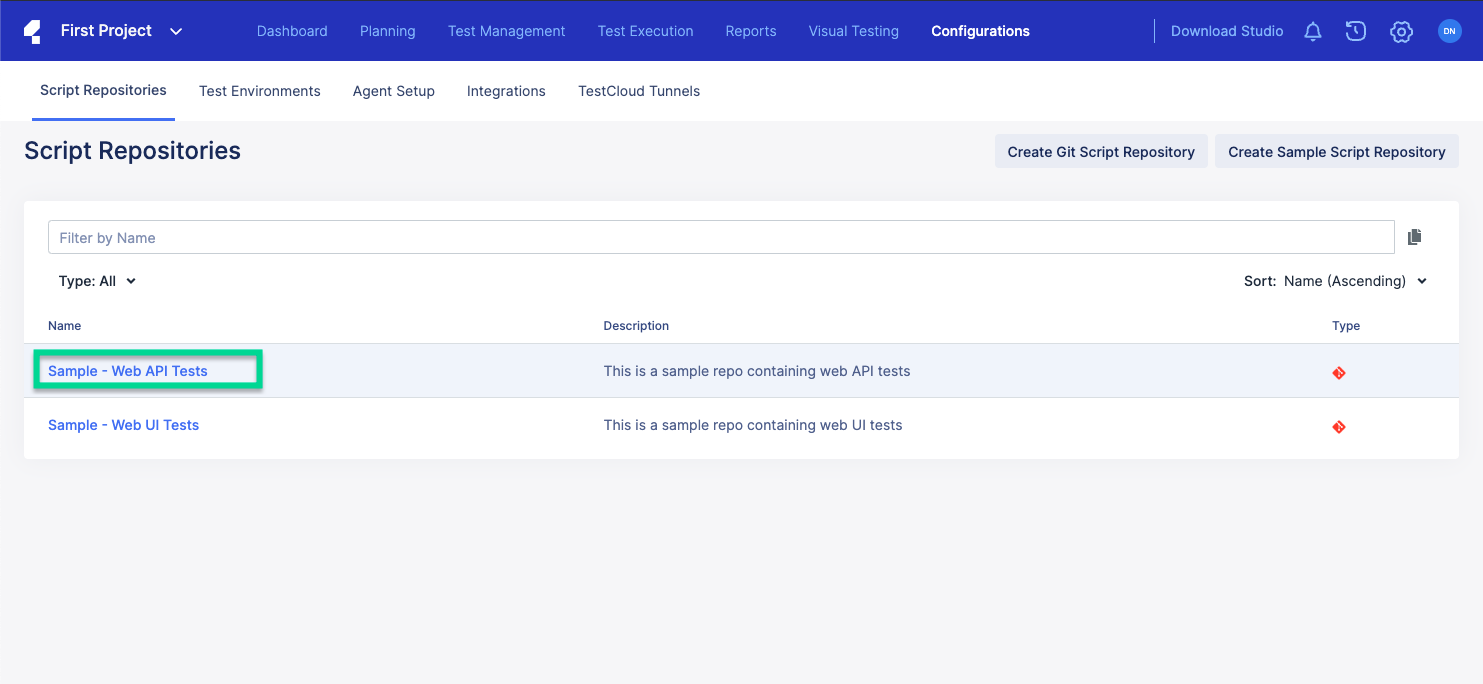 First Project Dashboard Planning Test Management Test Execution Reports Visual Testing Configurations Download Studio DN
Script Repositories Test Environments Agent Setup Integrations TestCloud Tunnels
Script Repositories Create Git Script Repository Create Sample Script Repository
Filter by Name
Type: All Sort: Name (Ascending)
Name Description Type
Sample - Web API Tests This is a sample repo containing web API tests
Sample - Web UI Tests This is a sample repo containing web UI tests